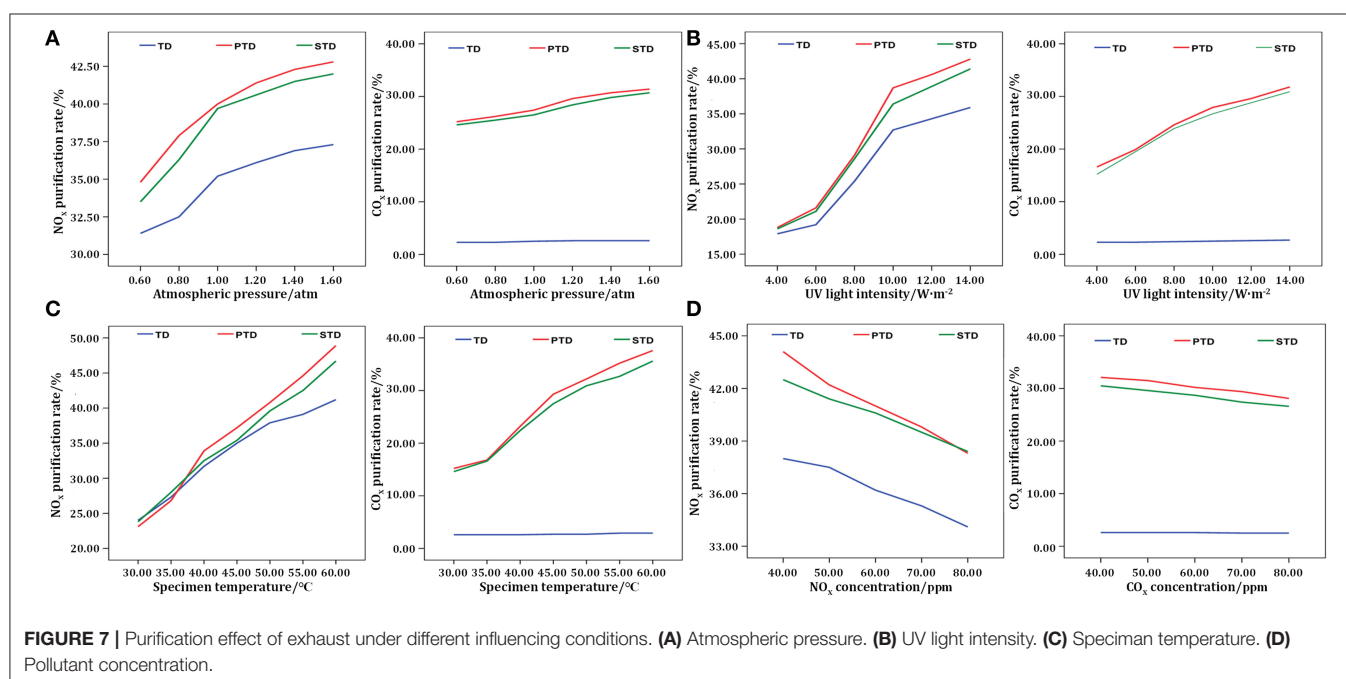 A
TD PTD STD
NOx purification rate/%
42.50
40.00
37.50
35.00
32.50
30.00
0.60 0.80 1.00 1.20 1.40 1.60
Atmospheric pressure/atm
TD PTD STD
COx purification rate/%
40.00
30.00
20.00
10.00
0.00
0.60 0.80 1.00 1.20 1.40 1.60
Atmospheric pressure/atm
B
TD PTD STD
NOx purification rate/%
45.00
40.00
35.00
30.00
25.00
20.00
15.00
4.00 6.00 8.00 10.00 12.00 14.00
UV light intensity/W·m-2
TD PTD STD
COx purification rate/%
40.00
30.00
20.00
10.00
0.00
4.00 6.00 8.00 10.00 12.00 14.00
UV light intensity/W·m-2
C
TD PTD STD
NOx purification rate/%
50.00
45.00
40.00
35.00
30.00
25.00
20.00
30.00 35.00 40.00 45.00 50.00 55.00 60.00
Specimen temperature/°C
TD PTD STD
COx purification rate/%
40.00
30.00
20.00
10.00
0.00
30.00 35.00 40.00 45.00 50.00 55.00 60.00
Specimen temperature/°C
D
TD PTD STD
NOx purification rate/%
45.00
42.00
39.00
36.00
33.00
40.00 50.00 60.00 70.00 80.00
NOx concentration/ppm
TD PTD STD
COx purification rate/%
40.00
30.00
20.00
10.00
0.00
40.00 50.00 60.00 70.00 80.00
COx concentration/ppm
FIGURE 7 | Purification effect of exhaust under different influencing conditions. (A) Atmospheric pressure. (B) UV light intensity. (C) Speciman temperature. (D)
Pollutant concentration.